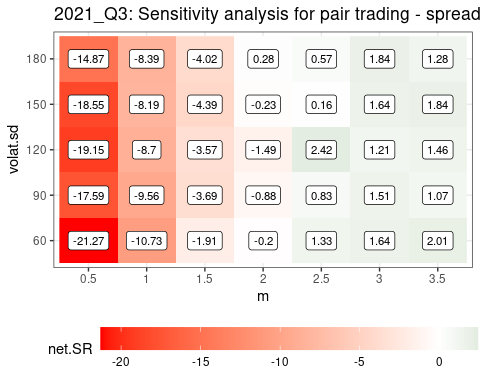 2021_Q3: Sensitivity analysis for pair trading - spread
volat.sd
180 -14.87 -8.39 -4.02 0.28 0.57 1.84 1.28
150 -18.55 -8.19 -4.39 -0.23 0.16 1.64 1.84
120 -19.15 -8.7 -3.57 -1.49 2.42 1.21 1.46
90 -17.59 -9.56 -3.69 -0.88 0.83 1.51 1.07
60 -21.27 -10.73 -1.91 -0.2 1.33 1.64 2.01
0.5 1 1.5 2 2.5 3 3.5
m
net.SR
-20 -15 -10 -5 0